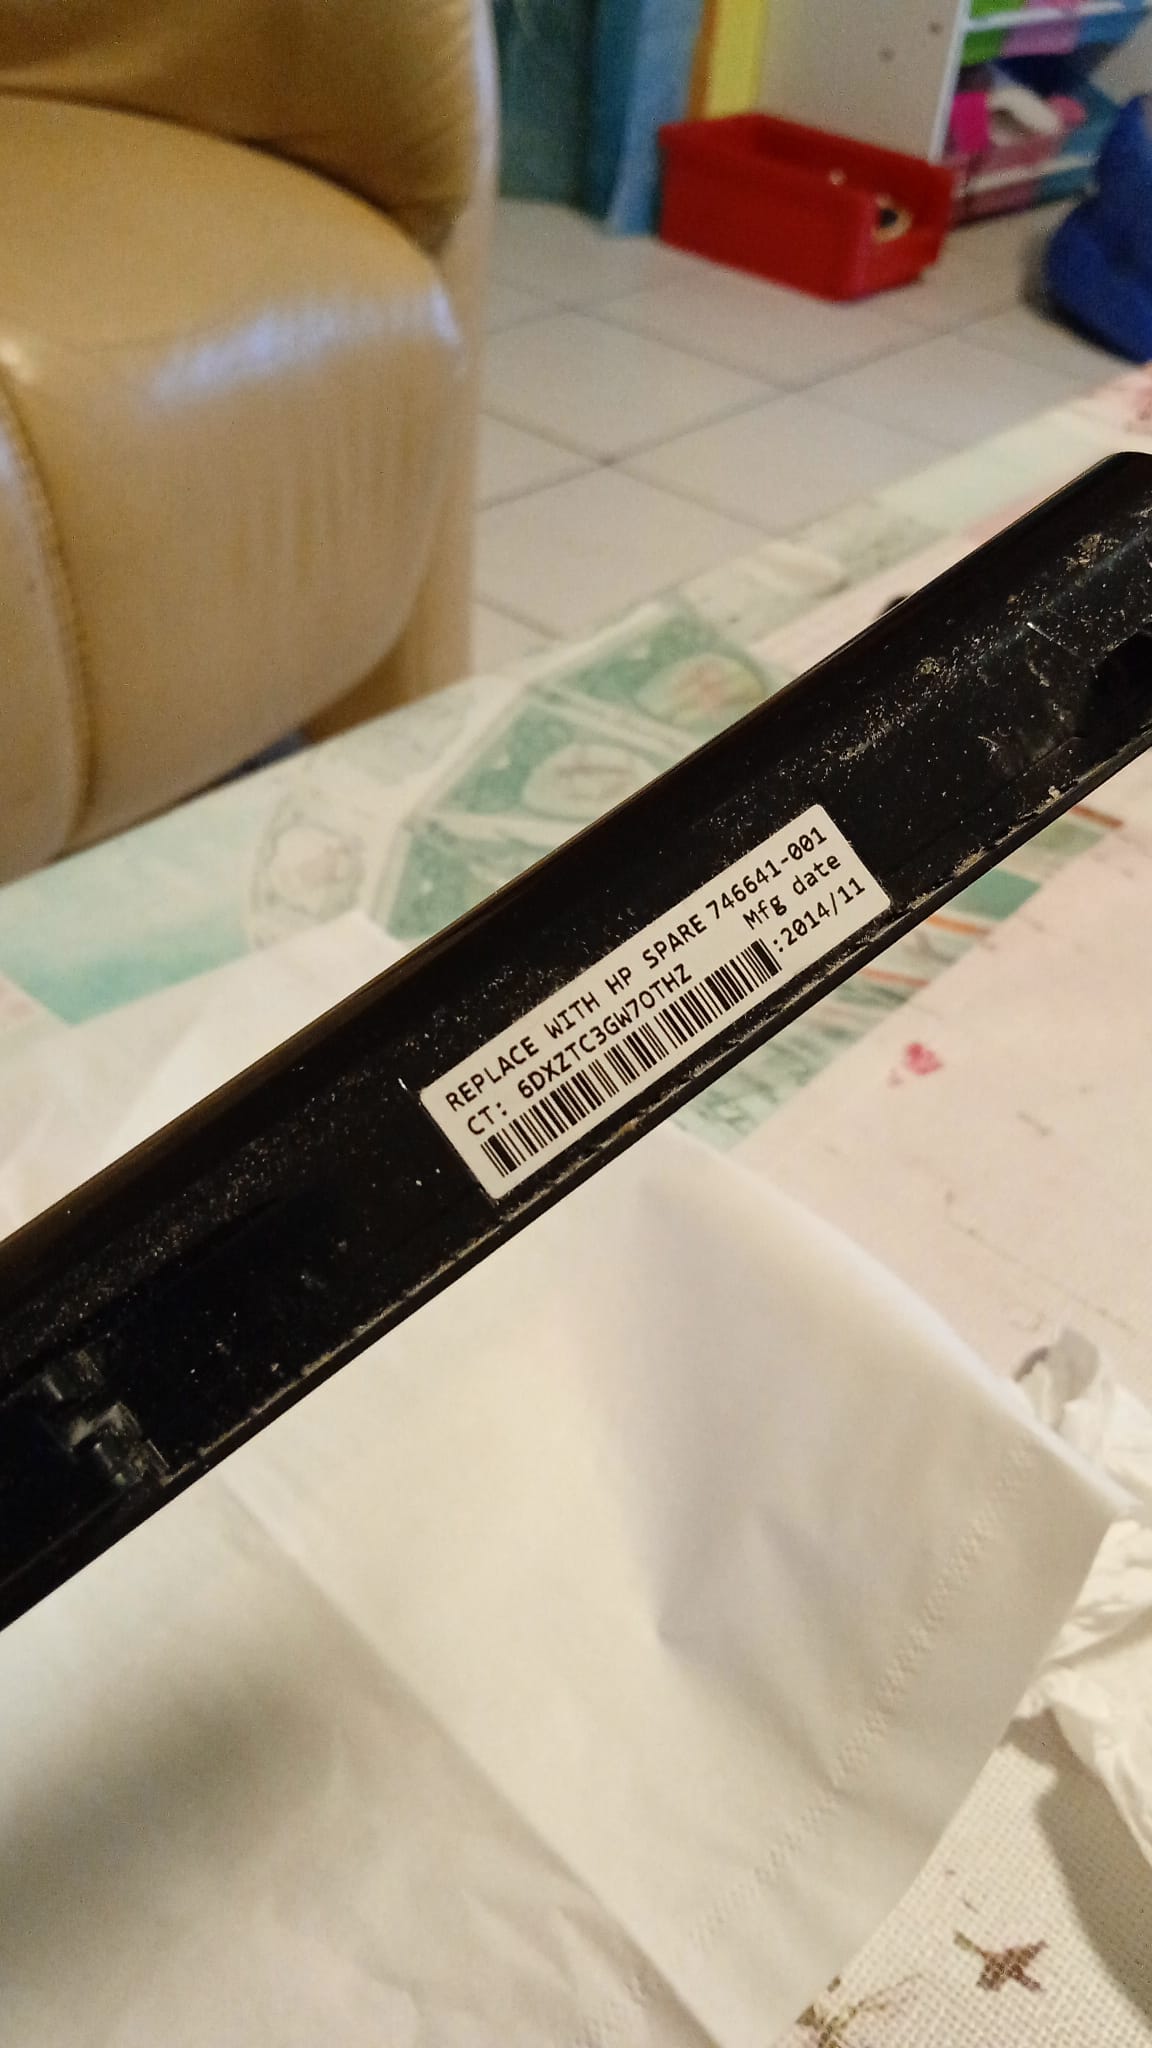 REPLACE WITH HP SPARE 746641-001
CT: 6DXZTC3GW7OTHZ Mfg date
:2014/11